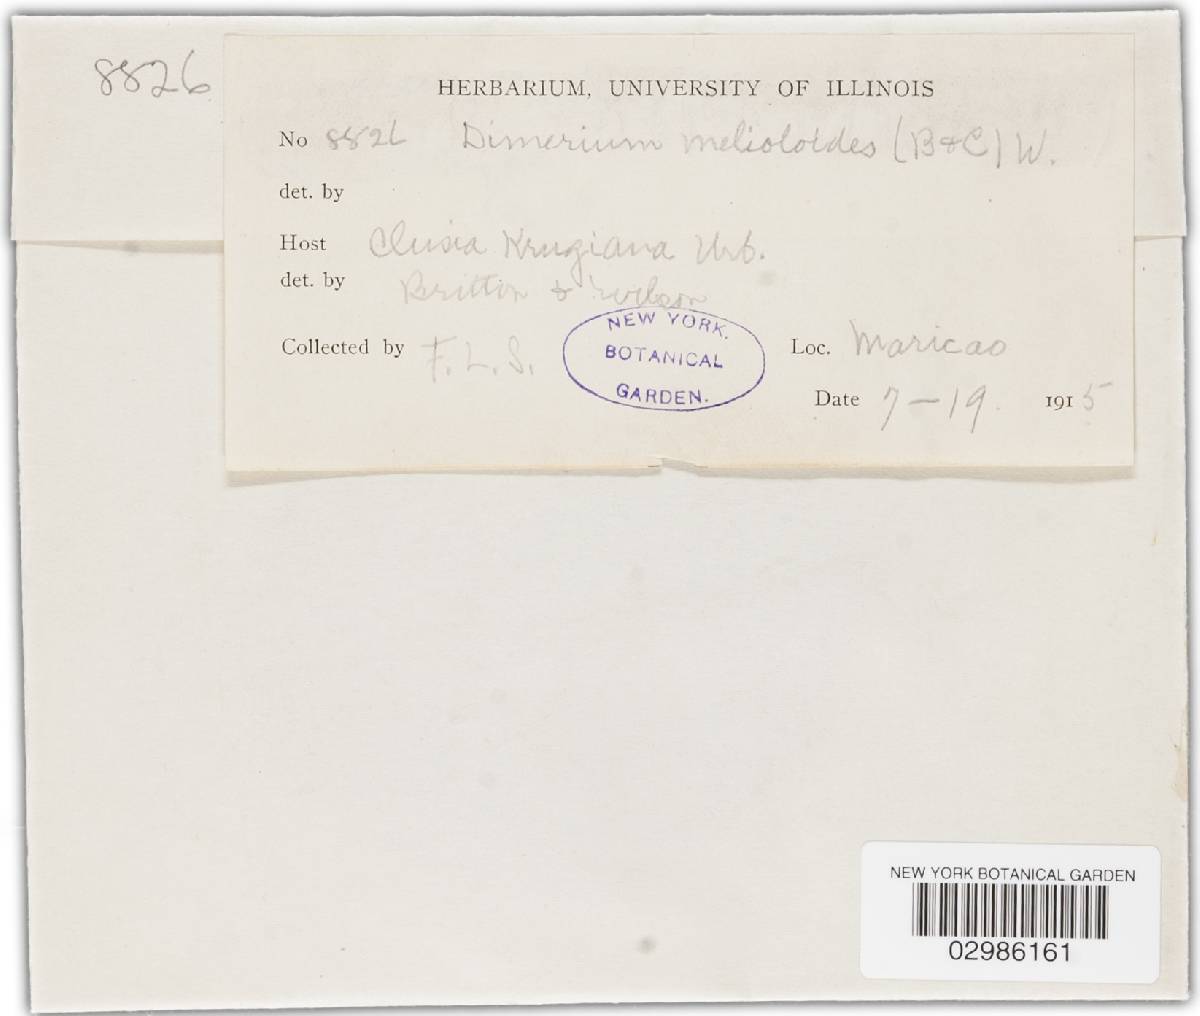 8826
HERBARIUM, UNIVERSITY OF ILLINOIS
No 8826 Dimerium melioloides (B&C) W.
det. by
Host Clusia Krugiana Urb.
det. by Britton & Wilson
Collected by F. L. S.
Loc. Maricao
Date 7-19. 1915
NEW YORK
BOTANICAL
GARDEN.
NEW YORK BOTANICAL GARDEN
02986161